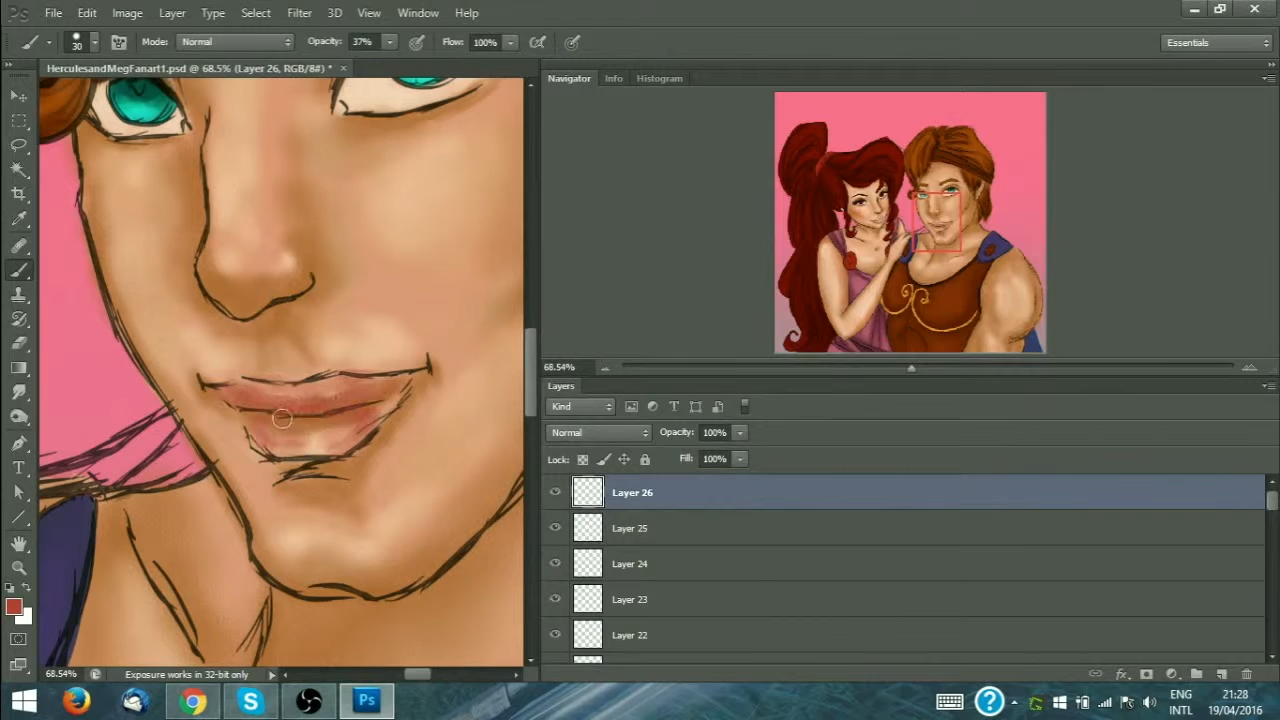 Ps File Edit Image Layer Type Select Filter 3D View Window Help
30 Mode: Normal Opacity: 37% Flow: 100% Essentials
HerculesandMegFanart1.psd @ 68.5% (Layer 26, RGB/8#) * ×
Navigator Info Histogram
68.54%
Layers
Kind
Normal Opacity: 100%
Lock: Fill: 100%
Layer 26
Layer 25
Layer 24
Layer 23
Layer 22
68.54% Exposure works in 32-bit only
Ps
ENG 21:28
INTL 19/04/2016